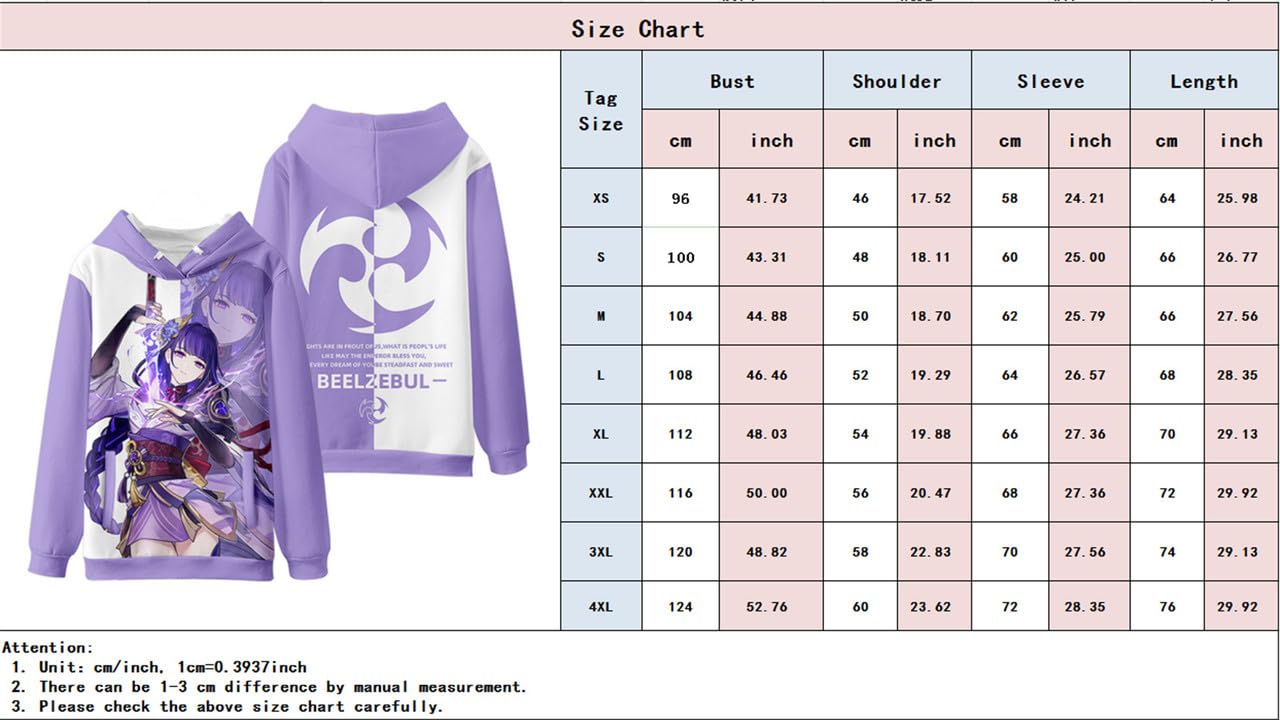 Size Chart
Tag Size Bust Shoulder Sleeve Length
cm inch cm inch cm inch cm inch
XS 96 41.73 46 17.52 58 24.21 64 25.98
S 100 43.31 48 18.11 60 25.00 66 26.77
M 104 44.88 50 18.70 62 25.79 66 27.56
L 108 46.46 52 19.29 64 26.57 68 28.35
XL 112 48.03 54 19.88 66 27.36 70 29.13
XXL 116 50.00 56 20.47 68 27.36 72 29.92
3XL 120 48.82 58 22.83 70 27.56 74 29.13
4XL 124 52.76 60 23.62 72 28.35 76 29.92
GHTS ARE IN FROUT OF US,WHAT IS PEOPL'S LIFE
LIKE MAY THE EMPEROR BLESS YOU,
EVERY DREAM OF YOU BE STEADFAST AND SWEET
BEELZEBUL—
Attention:
1. Unit: cm/inch, 1cm=0.3937inch
2. There can be 1-3 cm difference by manual measurement.
3. Please check the above size chart carefully.